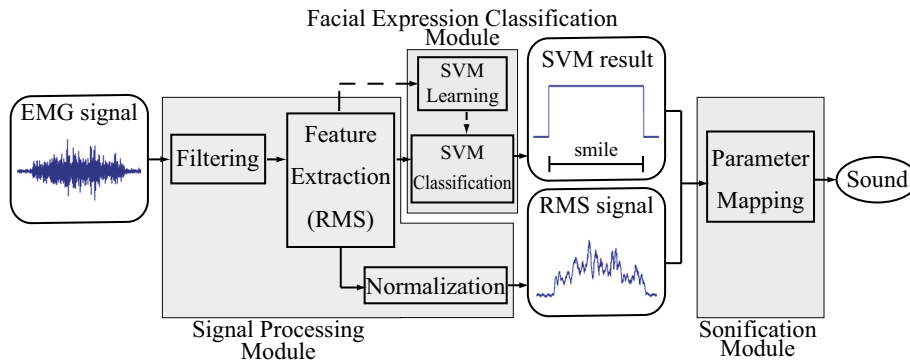 Facial Expression Classification
Module
EMG signal
Filtering
Feature
Extraction
(RMS)
SVM
Learning
SVM
Classification
Normalization
SVM result
smile
RMS signal
Parameter
Mapping
Sound
Signal Processing
Module
Sonification
Module